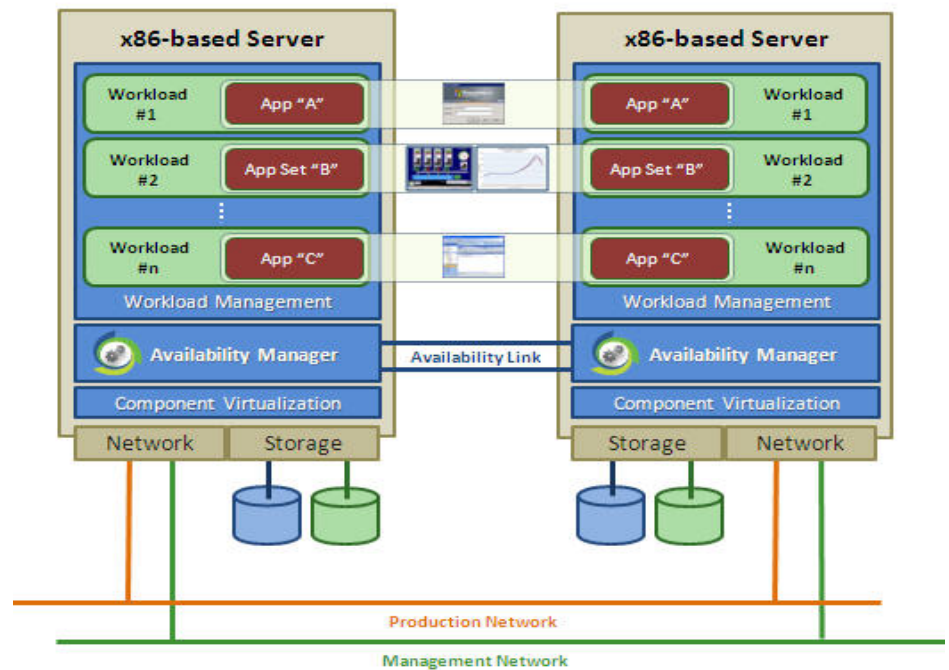 x86-based Server
x86-based Server
Workload
#1
App “A”
App “A”
Workload
#1
Workload
#2
App Set “B”
App Set “B”
Workload
#2
Workload
#n
App “C”
App “C”
Workload
#n
Workload Management
Workload Management
Availability Manager
Availability Link
Availability Manager
Component Virtualization
Component Virtualization
Network
Storage
Storage
Network
Production Network
Management Network